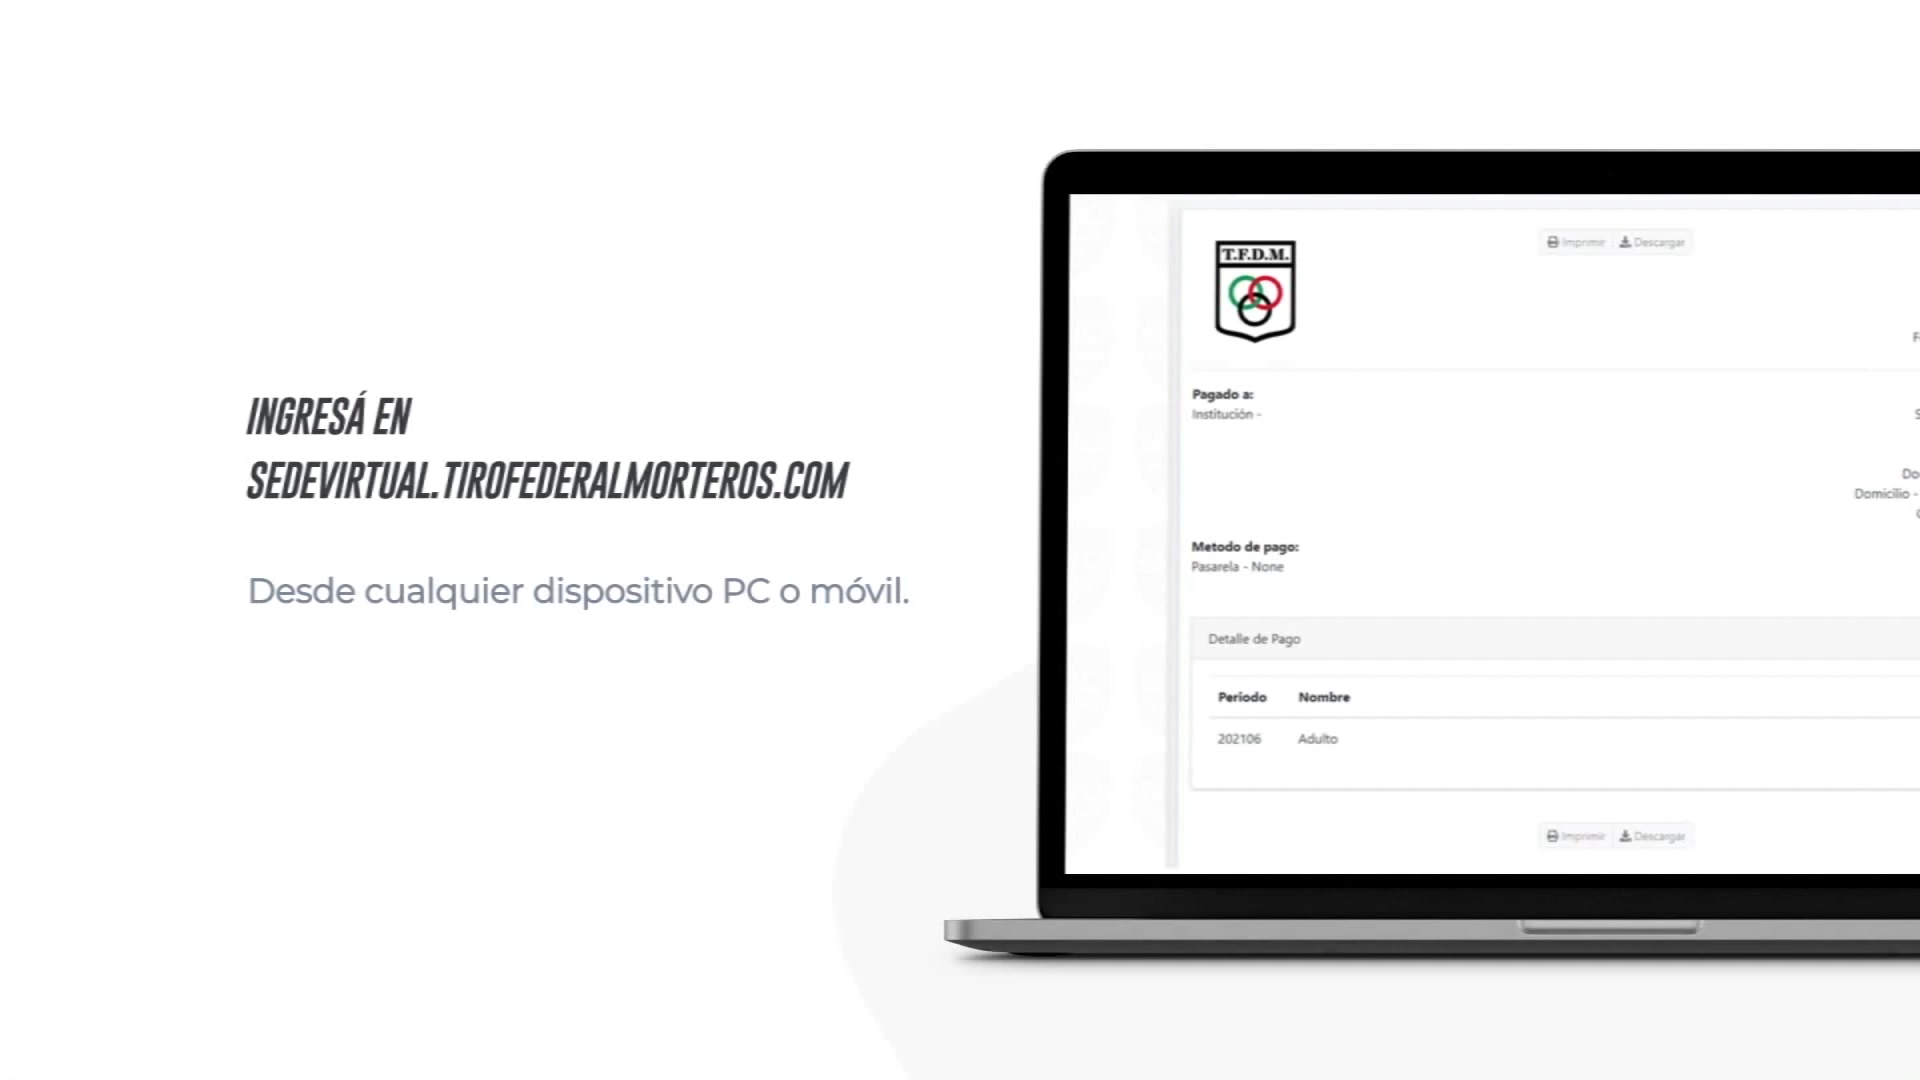 INGRESÁ EN
SEDEVIRTUAL.TIROFEDERALMORTEROS.COM
Desde cualquier dispositivo PC o móvil.
T.F.D.M.
Imprimir Descargar
Pagado a:
Institución -
Domicilio -
Metodo de pago:
Pasarela - None
Detalle de Pago
Periodo Nombre
202106 Adulto
Imprimir Descargar